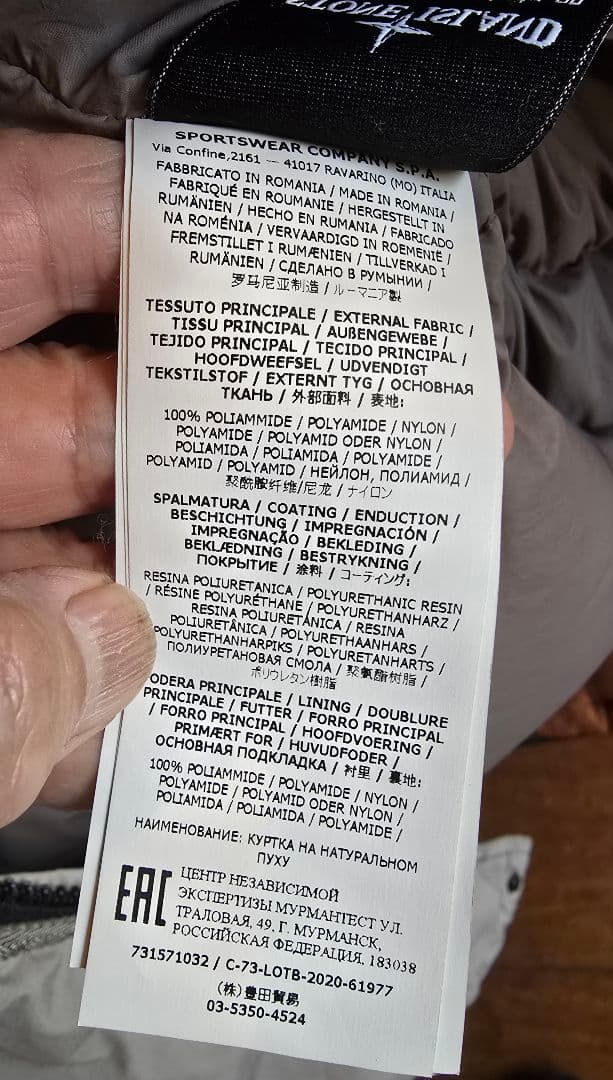 STONE ISLAND
SPORTSWEAR COMPANY S.P.A.
Via Confine,2161 — 41017 RAVARINO (MO) ITALIA
FABBRICATO IN ROMANIA / MADE IN ROMANIA /
FABRIQUÉ EN ROUMANIE / HERGESTELLT IN
RUMÄNIEN / HECHO EN RUMANIA / FABRICADO
NA ROMÉNIA / VERVAARDIGD IN ROEMENIË /
FREMSTILLET I RUMÆNIEN / TILLVERKAD I
RUMÄNIEN / СДЕЛАНО В РУМЫНИИ /
罗马尼亚制造 / ルーマニア製
TESSUTO PRINCIPALE / EXTERNAL FABRIC /
TISSU PRINCIPAL / AUßENGEWEBE /
TEJIDO PRINCIPAL / TECIDO PRINCIPAL /
HOOFDWEEFSEL / UDVENDIGT
TEKSTILSTOF / EXTERNT TYG / ОСНОВНАЯ
ТКАНЬ / 外部面料 / 表地:
100% POLIAMMIDE / POLYAMIDE / NYLON /
POLYAMIDE / POLYAMID ODER NYLON /
POLIAMIDA / POLIAMIDA / POLYAMIDE /
POLYAMID / POLYAMID / НЕЙЛОН, ПОЛИАМИД /
聚酰胺纤维/尼龙 / ナイロン
SPALMATURA / COATING / ENDUCTION /
BESCHICHTUNG / IMPREGNACIÓN /
IMPREGNAÇÃO / BEKLEDING /
BEKLÆDNING / BESTRYKNING /
ПОКРЫТИЕ / 涂料 / コーティング:
RESINA POLIURETANICA / POLYURETHANIC RESIN
/ RÉSINE POLYURÉTHANE / POLYURETHANHARZ /
RESINA POLIURETÁNICA / RESINA
POLIURETÂNICA / POLYURETHAANHARS /
POLYURETHANHARPIKS / POLYURETANHARTS /
ПОЛИУРЕТАНОВАЯ СМОЛА / 聚氨酯树脂 /
ポリウレタン樹脂
ODERA PRINCIPALE / LINING / DOUBLURE
PRINCIPALE / FUTTER / FORRO PRINCIPAL
/ FORRO PRINCIPAL / HOOFDVOERING /
PRIMÆRT FOR / HUVUDFODER /
ОСНОВНАЯ ПОДКЛАДКА / 衬里 / 裏地:
100% POLIAMMIDE / POLYAMIDE / NYLON /
POLYAMIDE / POLYAMID ODER NYLON /
POLIAMIDA / POLIAMIDA / POLYAMIDE /
НАИМЕНОВАНИЕ: КУРТКА НА НАТУРАЛЬНОМ
ПУХУ
EAC
ЦЕНТР НЕЗАВИСИМОЙ
ЭКСПЕРТИЗЫ МУРМАНТЕСТ УЛ.
ТРАЛОВАЯ, 49. Г. МУРМАНСК,
РОССИЙСКАЯ ФЕДЕРАЦИЯ, 183038
731571032 / C-73-LOTB-2020-61977
(株)豊田貿易
03-5350-4524